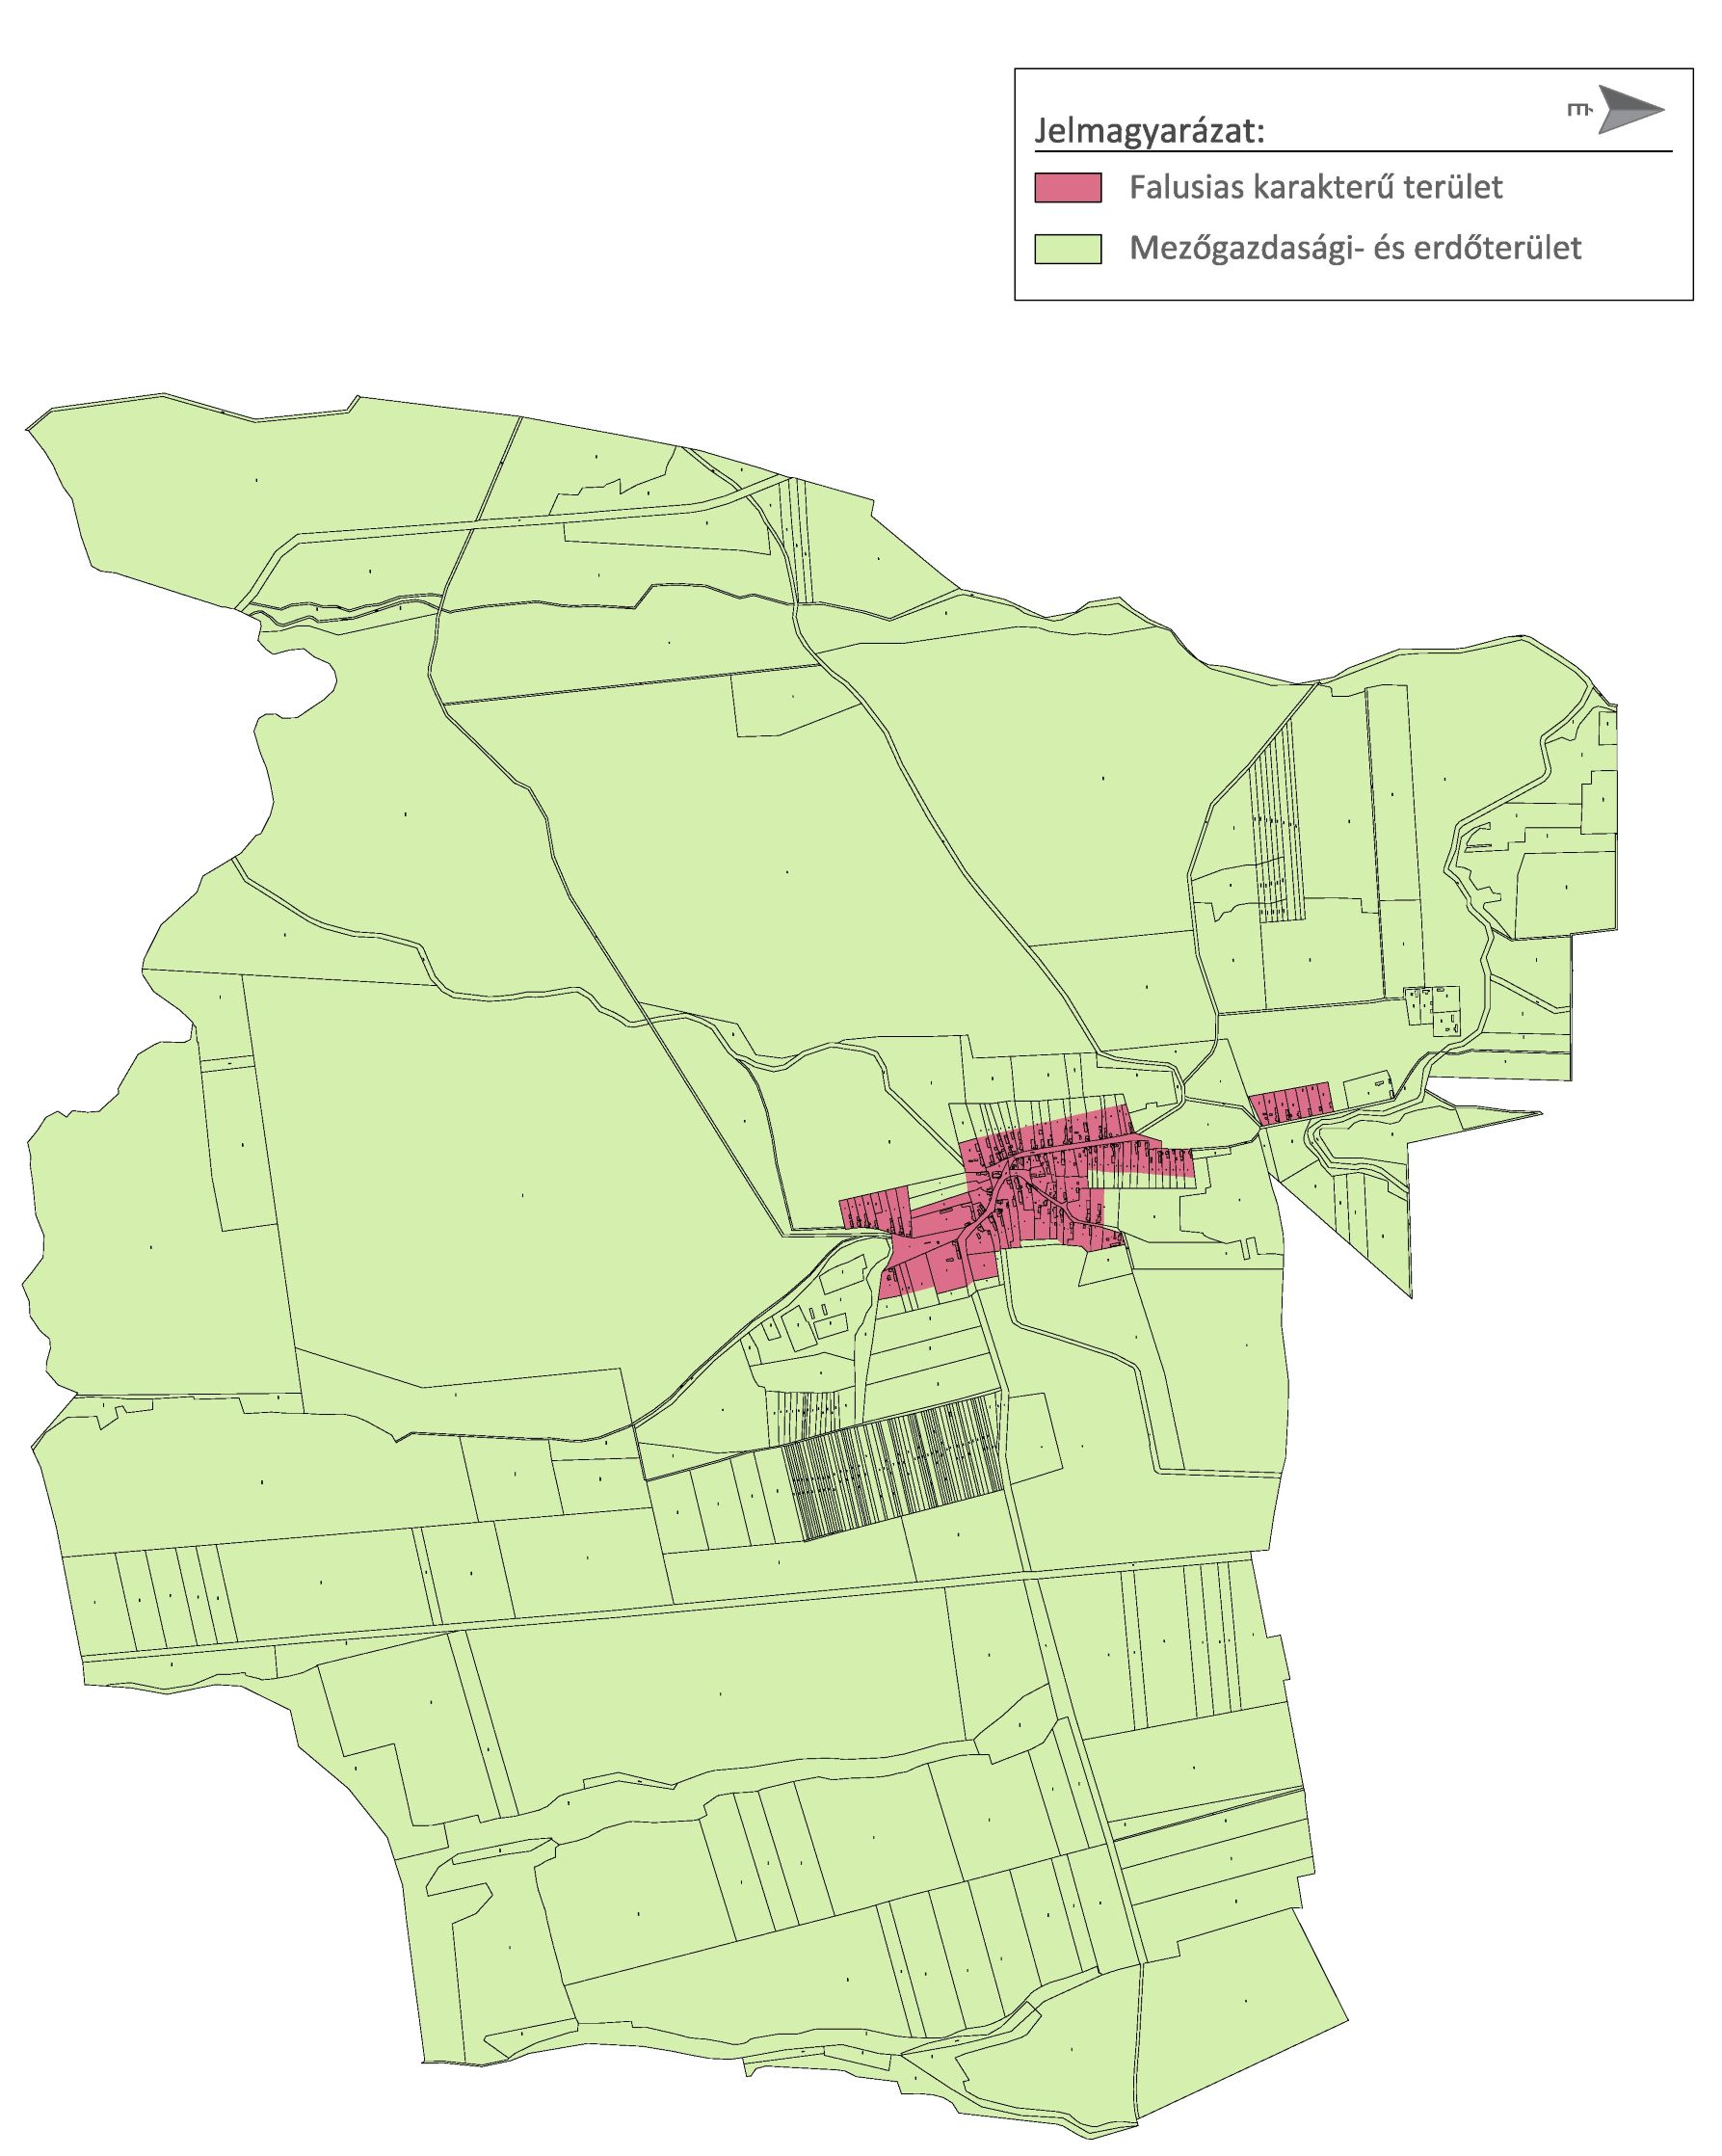 Jelmagyarázat:
É
Falusias karakterű terület
Mezőgazdasági- és erdőterület